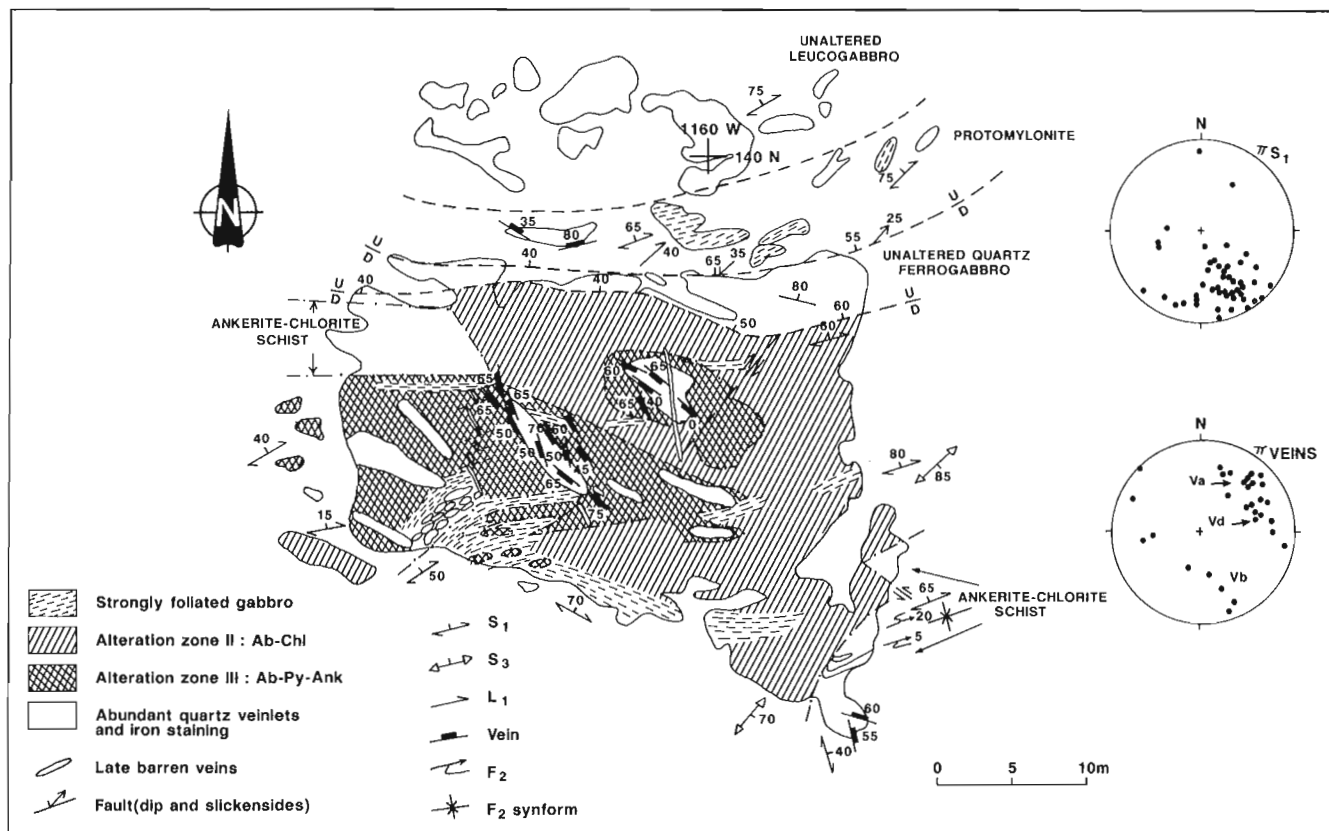 UNALTERED
LEUCOGABBRO
75
1160 W
140 N
PROTOMYLONITE
75
N
πS1
U
D
35
80
65
40
35
65
25
55
U
D
40
40
UNALTERED QUARTZ
FERROGABBRO
80
60
60
50
U
D
U
D
40
ANKERITE-CHLORITE
SCHIST
N
65
65
65
50
76
60
50
50
45
65
75
60
65
65
40
0
40
15
50
70
80
85
N
π VEINS
Va
Vd
Vb
ANKERITE-CHLORITE
SCHIST
65
20
5
70
40
60
55
Strongly foliated gabbro
Alteration zone II : Ab-Chl
Alteration zone III : Ab-Py-Ank
Abundant quartz veinlets
and iron staining
Late barren veins
Fault(dip and slickensides)
S1
S3
L1
Vein
F2
F2 synform
0 5 10m